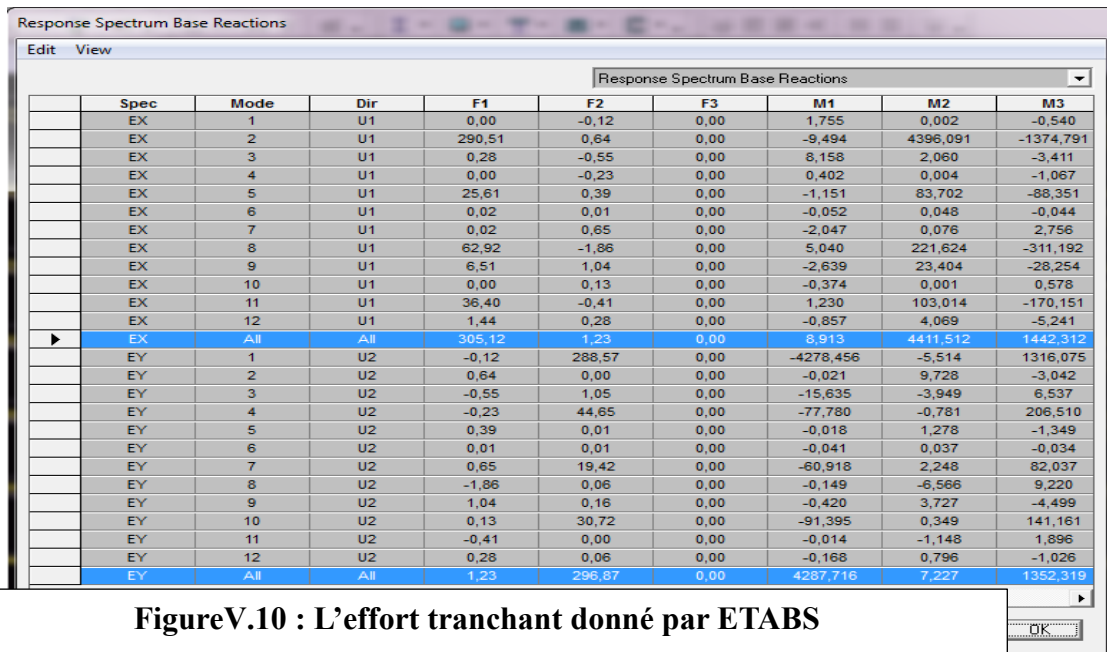 Response Spectrum Base Reactions
Edit View
Response Spectrum Base Reactions
Spec Mode Dir F1 F2 F3 M1 M2 M3
EX 1 U1 0,00 -0,12 0,00 1,755 0,002 -0,540
EX 2 U1 290,51 0,64 0,00 -9,494 4396,091 -1374,791
EX 3 U1 0,28 -0,55 0,00 8,158 2,060 -3,411
EX 4 U1 0,00 -0,23 0,00 0,402 0,004 -1,067
EX 5 U1 25,61 0,39 0,00 -1,151 83,702 -88,351
EX 6 U1 0,02 0,01 0,00 -0,052 0,048 -0,044
EX 7 U1 0,02 0,65 0,00 -2,047 0,076 2,756
EX 8 U1 62,92 -1,86 0,00 5,040 221,624 -311,192
EX 9 U1 6,51 1,04 0,00 -2,639 23,404 -28,254
EX 10 U1 0,00 0,13 0,00 -0,374 0,001 0,578
EX 11 U1 36,40 -0,41 0,00 1,230 103,014 -170,151
EX 12 U1 1,44 0,28 0,00 -0,857 4,069 -5,241
EX All All 305,12 1,23 0,00 8,913 4411,512 1442,312
EY 1 U2 -0,12 288,57 0,00 -4278,456 -5,514 1316,075
EY 2 U2 0,64 0,00 0,00 -0,021 9,728 -3,042
EY 3 U2 -0,55 1,05 0,00 -15,635 -3,949 6,537
EY 4 U2 -0,23 44,65 0,00 -77,780 -0,781 206,510
EY 5 U2 0,39 0,01 0,00 -0,018 1,278 -1,349
EY 6 U2 0,01 0,01 0,00 -0,041 0,037 -0,034
EY 7 U2 0,65 19,42 0,00 -60,918 2,248 82,037
EY 8 U2 -1,86 0,06 0,00 -0,149 -6,566 9,220
EY 9 U2 1,04 0,16 0,00 -0,420 3,727 -4,499
EY 10 U2 0,13 30,72 0,00 -91,395 0,349 141,161
EY 11 U2 -0,41 0,00 0,00 -0,014 -1,148 1,896
EY 12 U2 0,28 0,06 0,00 -0,168 0,796 -1,026
EY All All 1,23 296,87 0,00 4287,716 7,227 1352,319
FigureV.10 : L'effort tranchant donné par ETABS
OK